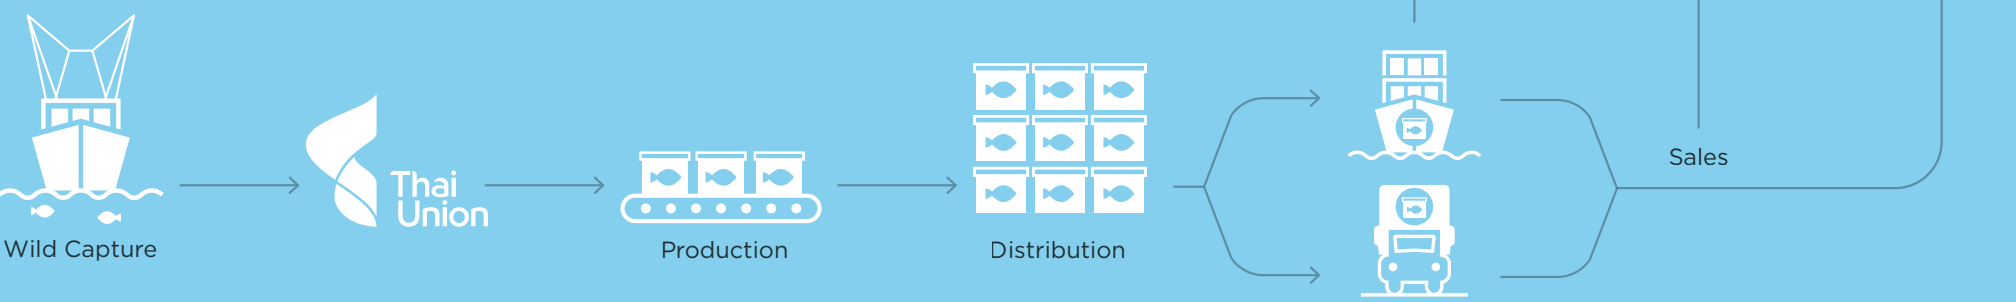 Wild Capture
Thai
Union
Production
Distribution
Sales